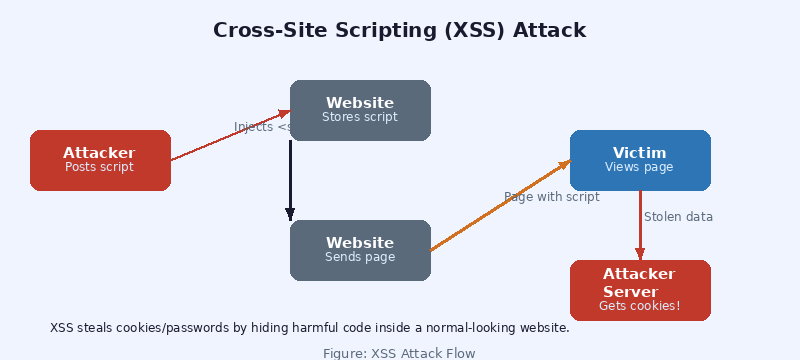 Cross-Site Scripting (XSS) Attack
Website
Stores script
Injects <s
Attacker
Posts script
Victim
Views page
Page with script
Stolen data
Website
Sends page
Attacker
Server
Gets cookies!
XSS steals cookies/passwords by hiding harmful code inside a normal-looking website.
Figure: XSS Attack Flow